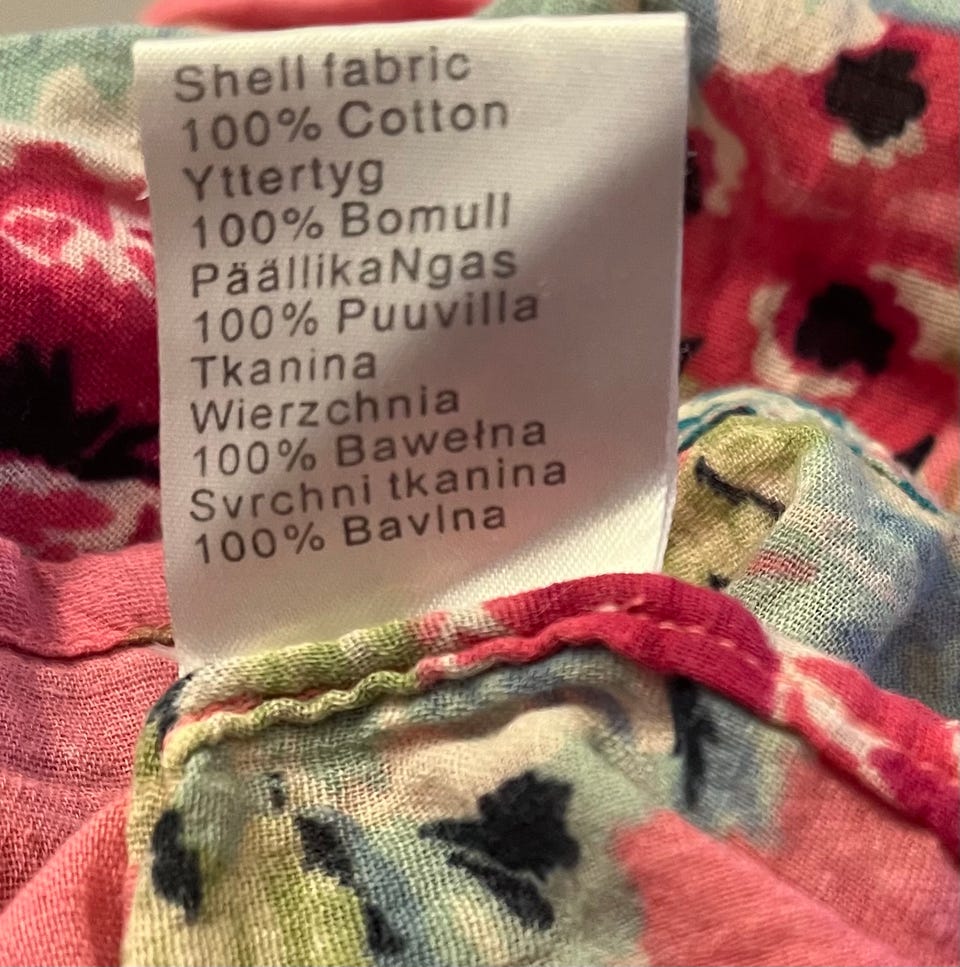 Shell fabric
100% Cotton
Yttertyg
100% Bomull
PäällikaNgas
100% Puuvilla
Tkanina
Wierzchnia
100% Bawełna
Svrchni tkanina
100% Bavlna